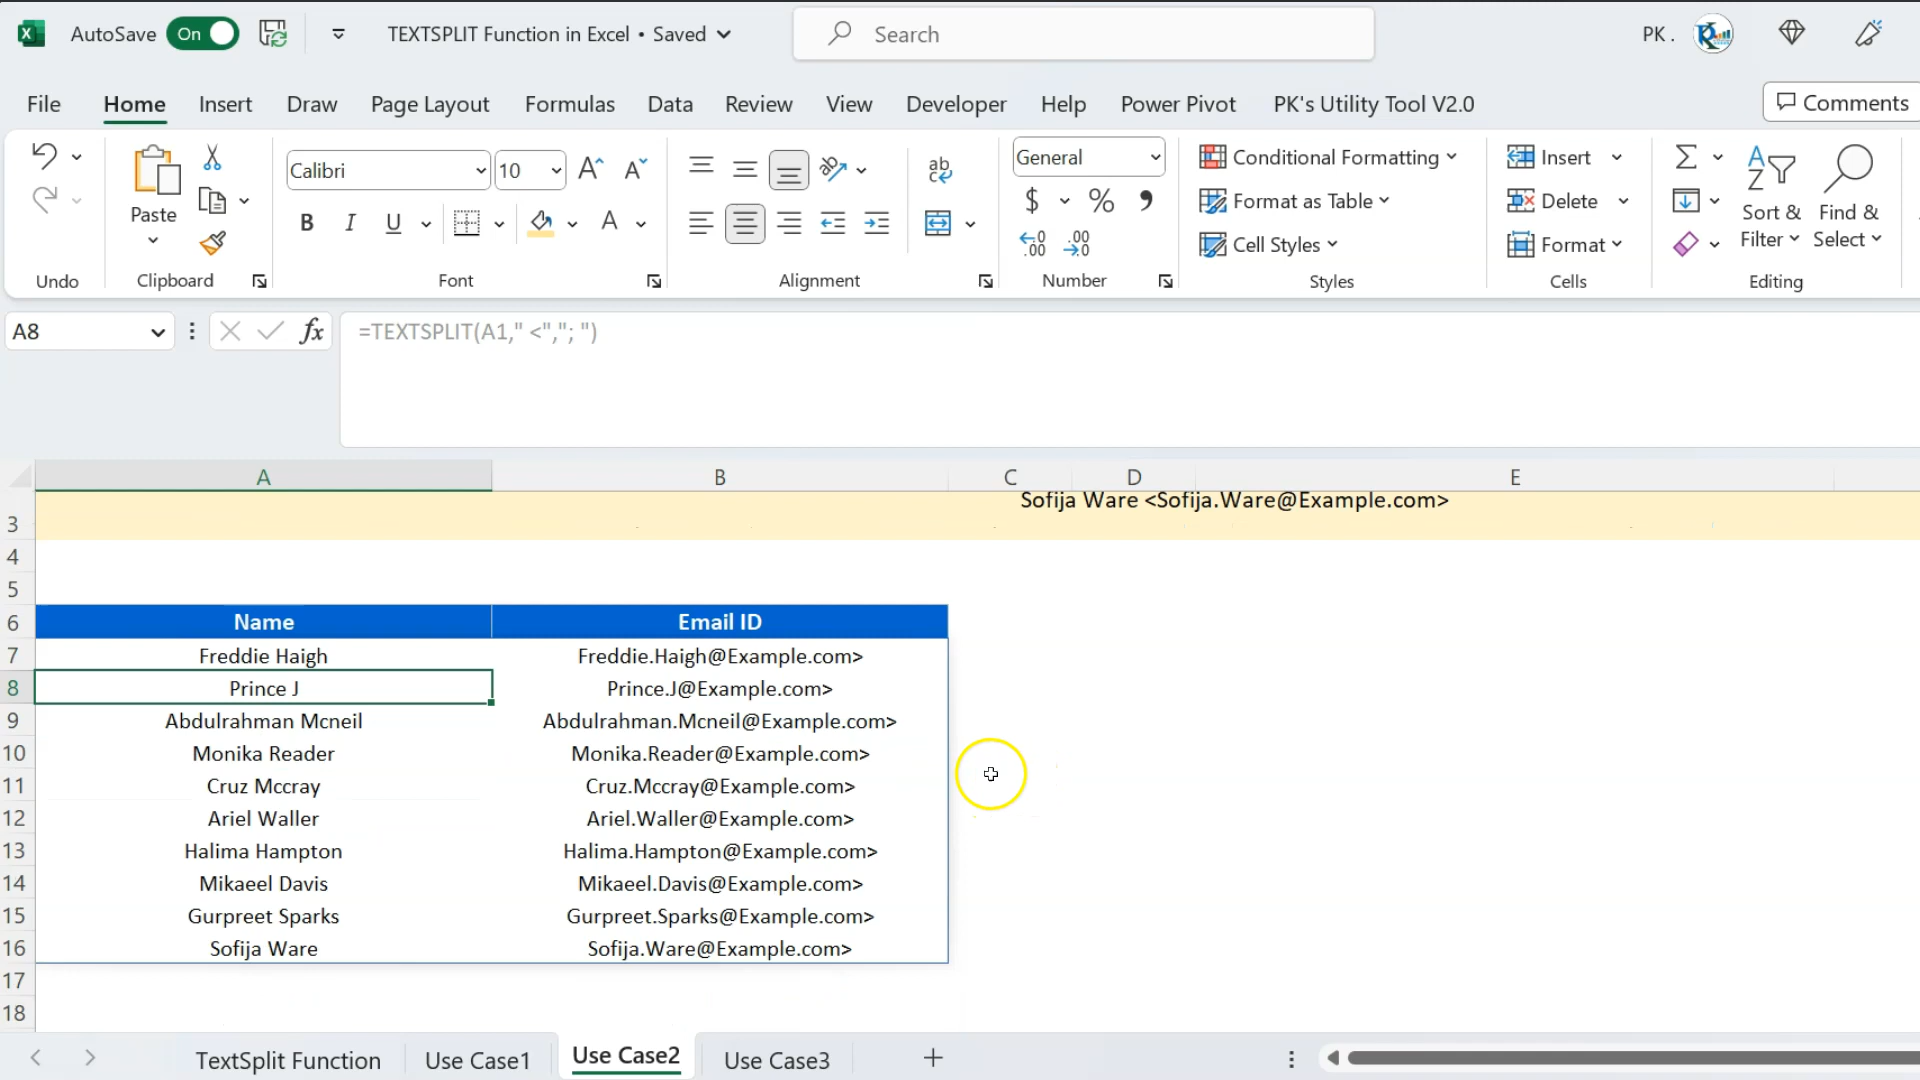 AutoSave On TEXTSPLIT Function in Excel • Saved Search PK .
File Home Insert Draw Page Layout Formulas Data Review View Developer Help Power Pivot PK's Utility Tool V2.0 Comments
Paste
Calibri 10
B I U A
General
$ % ,
Conditional Formatting
Format as Table
Cell Styles
Insert
Delete
Format
Sort & Filter
Find & Select
Undo Clipboard Font Alignment Number Styles Cells Editing
A8 fx =TEXTSPLIT(A1," <","; ")
A B C D E
3 Sofija Ware <Sofija.Ware@Example.com>
4
5
6 Name Email ID
7 Freddie Haigh Freddie.Haigh@Example.com>
8 Prince J Prince.J@Example.com>
9 Abdulrahman Mcneil Abdulrahman.Mcneil@Example.com>
10 Monika Reader Monika.Reader@Example.com>
11 Cruz Mccray Cruz.Mccray@Example.com>
12 Ariel Waller Ariel.Waller@Example.com>
13 Halima Hampton Halima.Hampton@Example.com>
14 Mikaeel Davis Mikaeel.Davis@Example.com>
15 Gurpreet Sparks Gurpreet.Sparks@Example.com>
16 Sofija Ware Sofija.Ware@Example.com>
17
18
TextSplit Function Use Case1 Use Case2 Use Case3 +